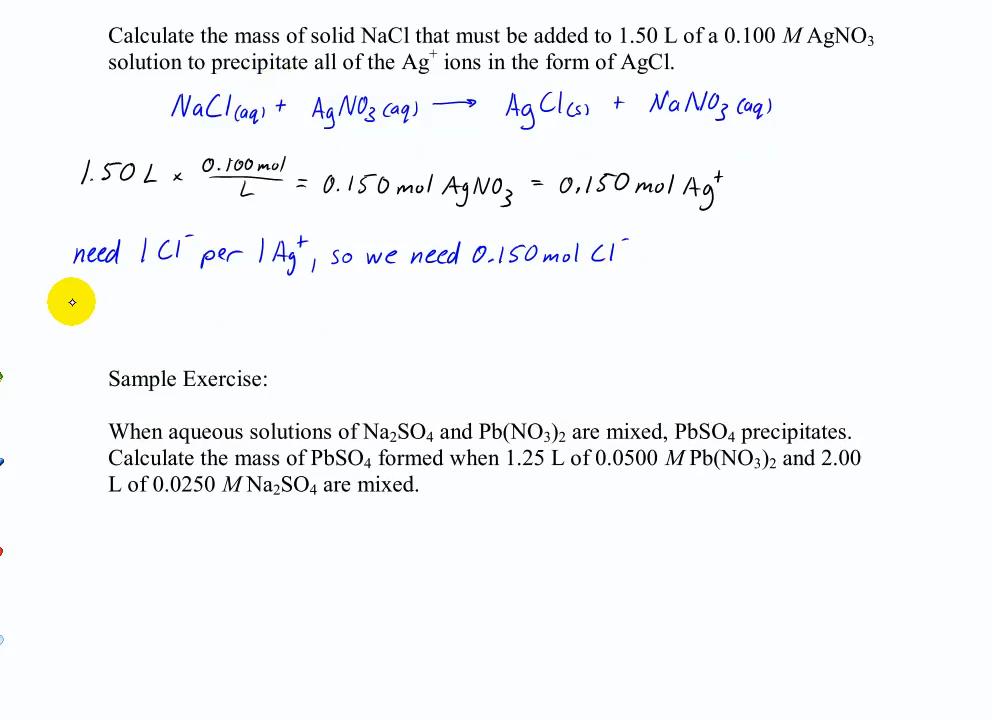 Calculate the mass of solid NaCl that must be added to 1.50 L of a 0.100 M AgNO₃
solution to precipitate all of the Ag⁺ ions in the form of AgCl.
NaCl(aq) + AgNO₃(aq) → AgCl(s) + NaNO₃(aq)
1.50 L × 0.100 mol / L = 0.150 mol AgNO₃ = 0.150 mol Ag⁺
need 1 Cl⁻ per 1 Ag⁺, so we need 0.150 mol Cl⁻
Sample Exercise:
When aqueous solutions of Na₂SO₄ and Pb(NO₃)₂ are mixed, PbSO₄ precipitates.
Calculate the mass of PbSO₄ formed when 1.25 L of 0.0500 M Pb(NO₃)₂ and 2.00
L of 0.0250 M Na₂SO₄ are mixed.